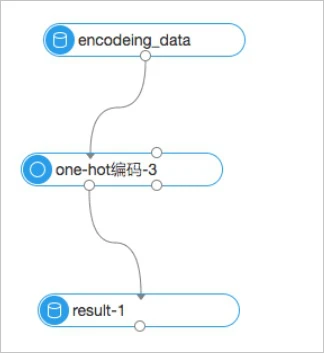 encodeing_data
one-hot编码-3
result-1